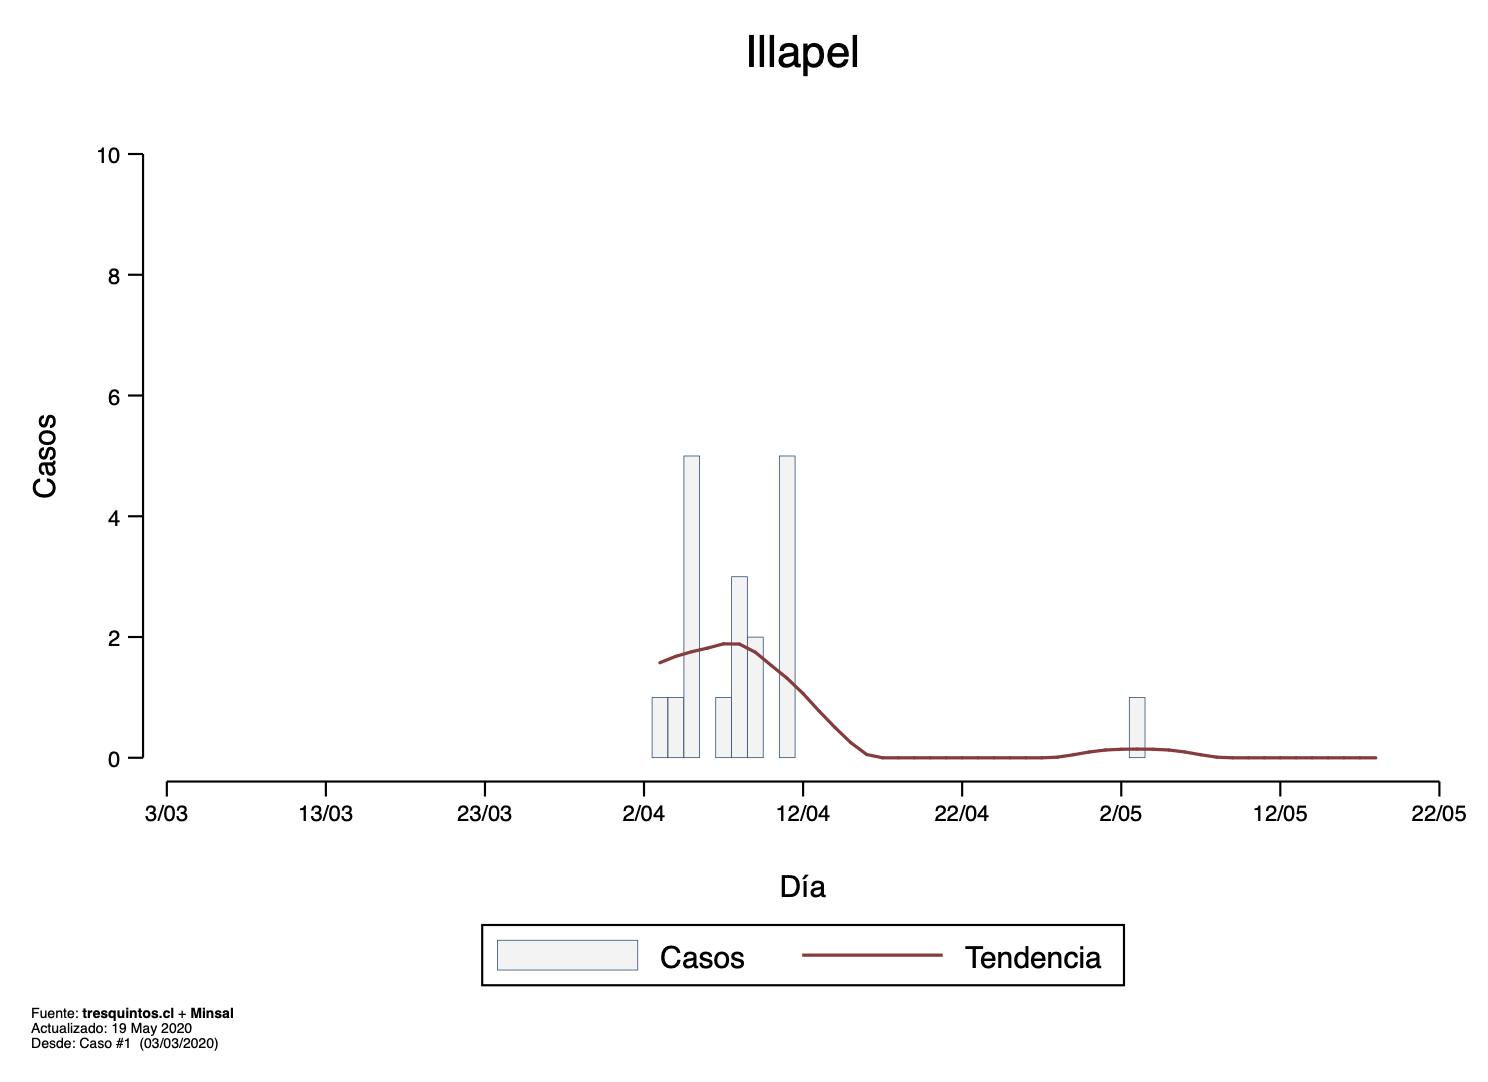 Illapel
10
8
6
4
2
0
Casos
3/03 13/03 23/03 2/04 12/04 22/04 2/05 12/05 22/05
Día
Casos Tendencia
Fuente: tresquintos.cl + Minsal
Actualizado: 19 May 2020
Desde: Caso #1 (03/03/2020)